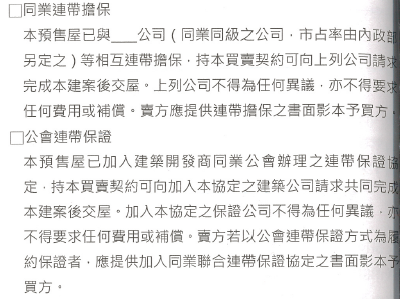 □同業連帶擔保
本預售屋已與___公司（同業同級之公司，市占率由內政部
另定之）等相互連帶擔保，持本買賣契約可向上列公司請求
完成本建案後交屋。上列公司不得為任何異議，亦不得要求
任何費用或補償。賣方應提供連帶擔保之書面影本予買方。
□公會連帶保證
本預售屋已加入建築開發商同業公會辦理之連帶保證協
定，持本買賣契約可向加入本協定之建築公司請求共同完成
本建案後交屋。加入本協定之保證公司不得為任何異議，亦
不得要求任何費用或補償。賣方若以公會連帶保證方式為履
約保證者，應提供加入同業聯合連帶保證協定之書面影本予
買方。